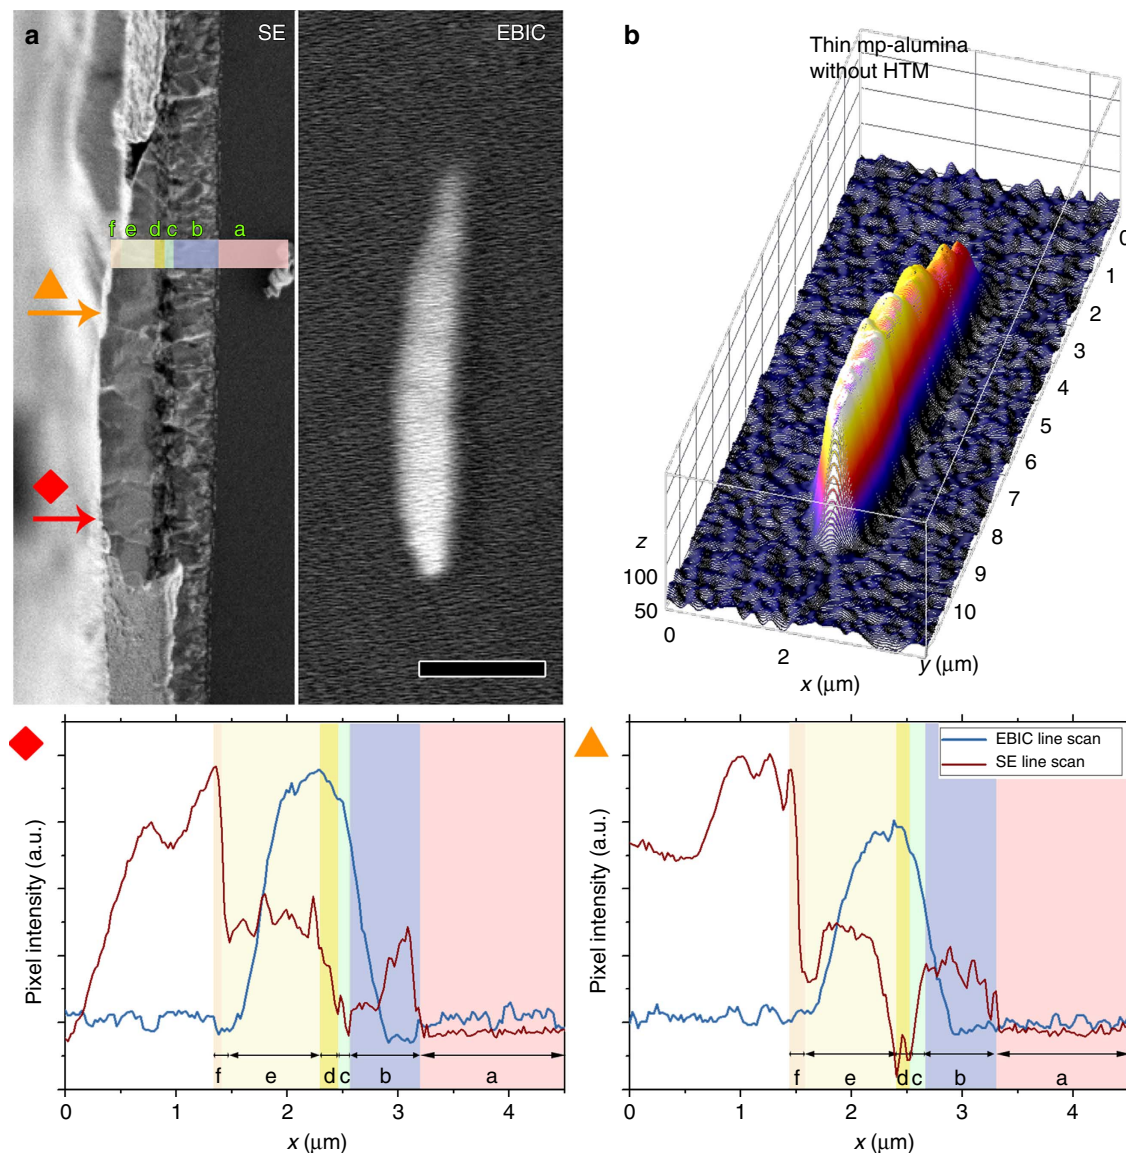 a
SE
EBIC
f e d c b a
b
Thin mp-alumina
without HTM
0
1
2
3
4
5
6
7
8
9
10
z
100
50
0
2
x (μm)
y (μm)
Pixel intensity (a.u.)
f e d c b a
0 1 2 3 4
x (μm)
EBIC line scan
SE line scan
Pixel intensity (a.u.)
f e d c b a
0 1 2 3 4
x (μm)